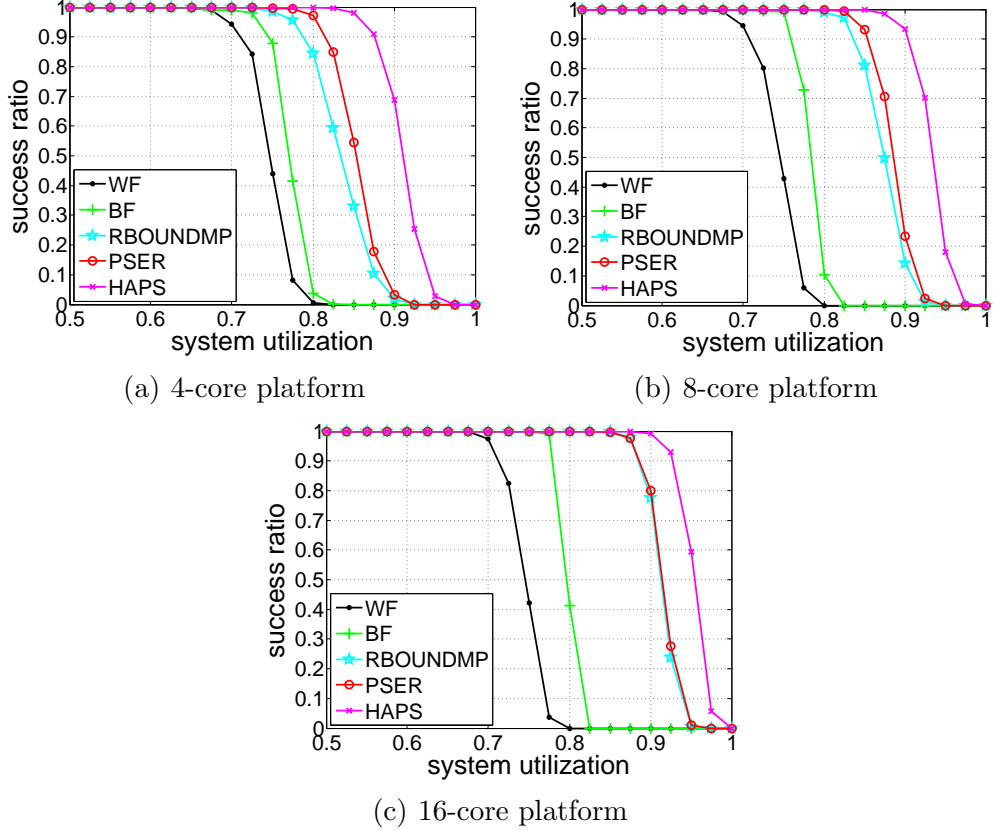 success ratio
1
0.9
0.8
0.7
0.6
0.5
0.4
0.3
0.2
0.1
0
WF
BF
RBOUNDMP
PSER
HAPS
0.5 0.6 0.7 0.8 0.9 1
system utilization
(a) 4-core platform
success ratio
1
0.9
0.8
0.7
0.6
0.5
0.4
0.3
0.2
0.1
0
WF
BF
RBOUNDMP
PSER
HAPS
0.5 0.6 0.7 0.8 0.9 1
system utilization
(b) 8-core platform
success ratio
1
0.9
0.8
0.7
0.6
0.5
0.4
0.3
0.2
0.1
0
WF
BF
RBOUNDMP
PSER
HAPS
0.5 0.6 0.7 0.8 0.9 1
system utilization
(c) 16-core platform